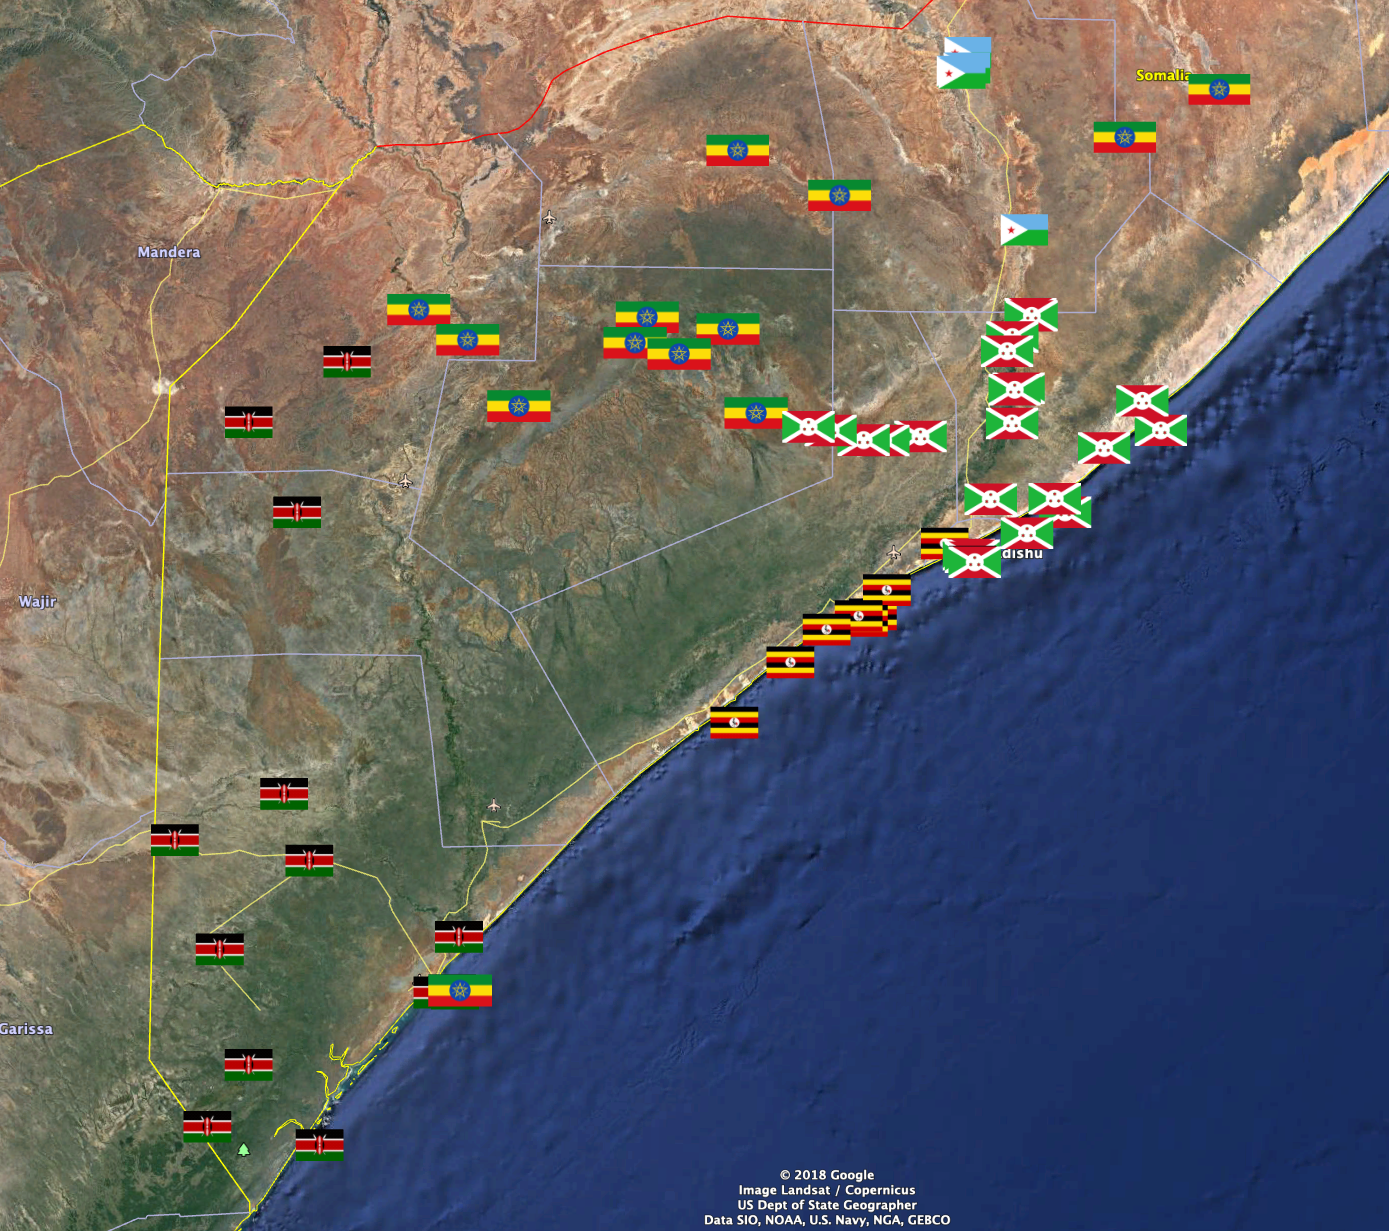 Somalia
Mandera
dishu
Wajir
Garissa
© 2018 Google
Image Landsat / Copernicus
US Dept of State Geographer
Data SIO, NOAA, U.S. Navy, NGA, GEBCO